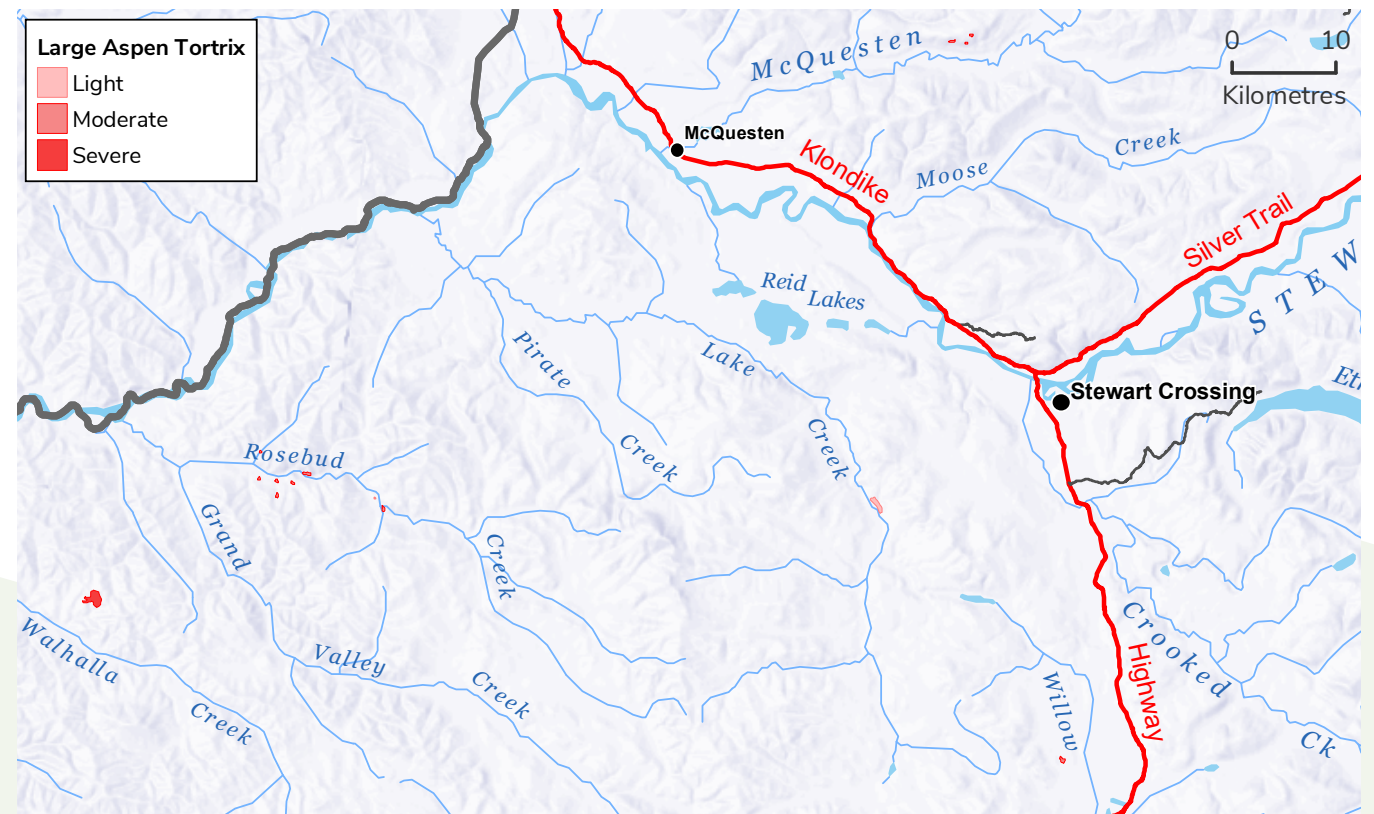 Large Aspen Tortrix
Light
Moderate
Severe
McQuesten
0 10
Kilometres
McQuesten
Klondike
Moose
Creek
Silver Trail
STEW
Reid
Lakes
Pirate
Creek
Lake
Creek
Stewart Crossing
Eth
Rosebud
Creek
Grand
Valley
Creek
Walhalla
Creek
Willow
Crooked
Ck
Highway